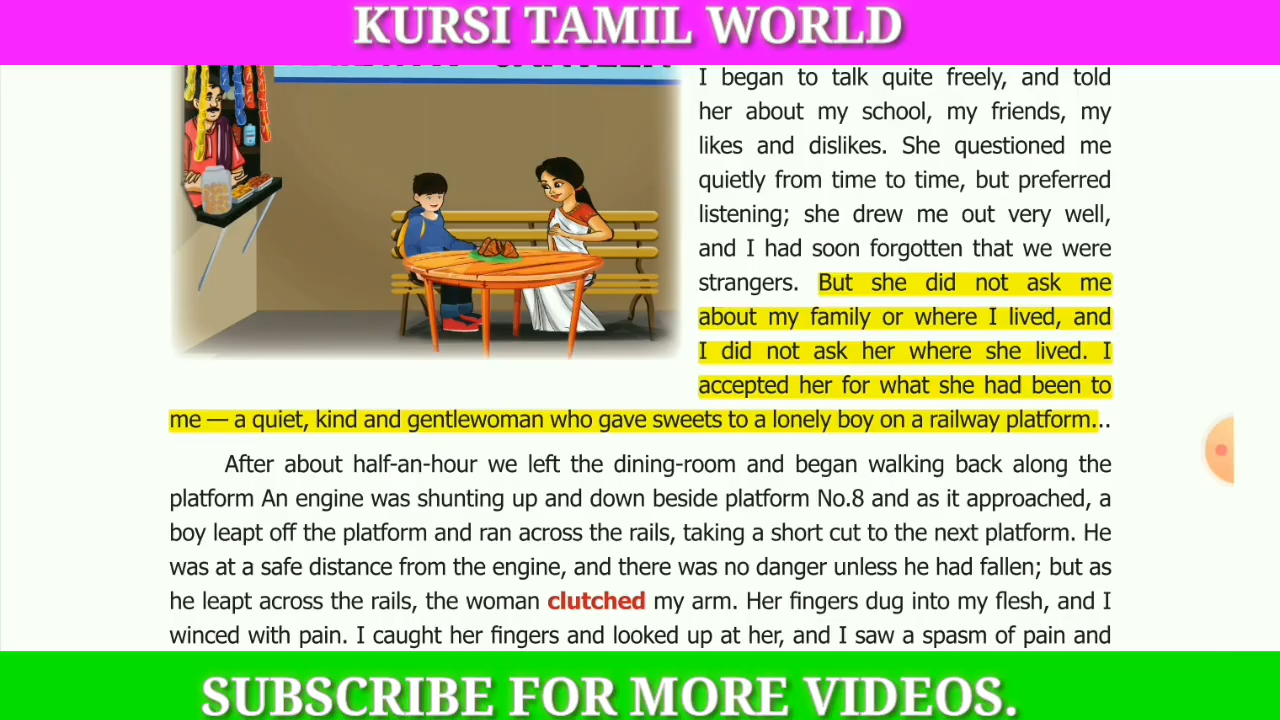 KURSI TAMIL WORLD
I began to talk quite freely, and told
her about my school, my friends, my
likes and dislikes. She questioned me
quietly from time to time, but preferred
listening; she drew me out very well,
and I had soon forgotten that we were
strangers. But she did not ask me
about my family or where I lived, and
I did not ask her where she lived. I
accepted her for what she had been to
me — a quiet, kind and gentlewoman who gave sweets to a lonely boy on a railway platform...
After about half-an-hour we left the dining-room and began walking back along the
platform An engine was shunting up and down beside platform No.8 and as it approached, a
boy leapt off the platform and ran across the rails, taking a short cut to the next platform. He
was at a safe distance from the engine, and there was no danger unless he had fallen; but as
he leapt across the rails, the woman clutched my arm. Her fingers dug into my flesh, and I
winced with pain. I caught her fingers and looked up at her, and I saw a spasm of pain and
SUBSCRIBE FOR MORE VIDEOS.